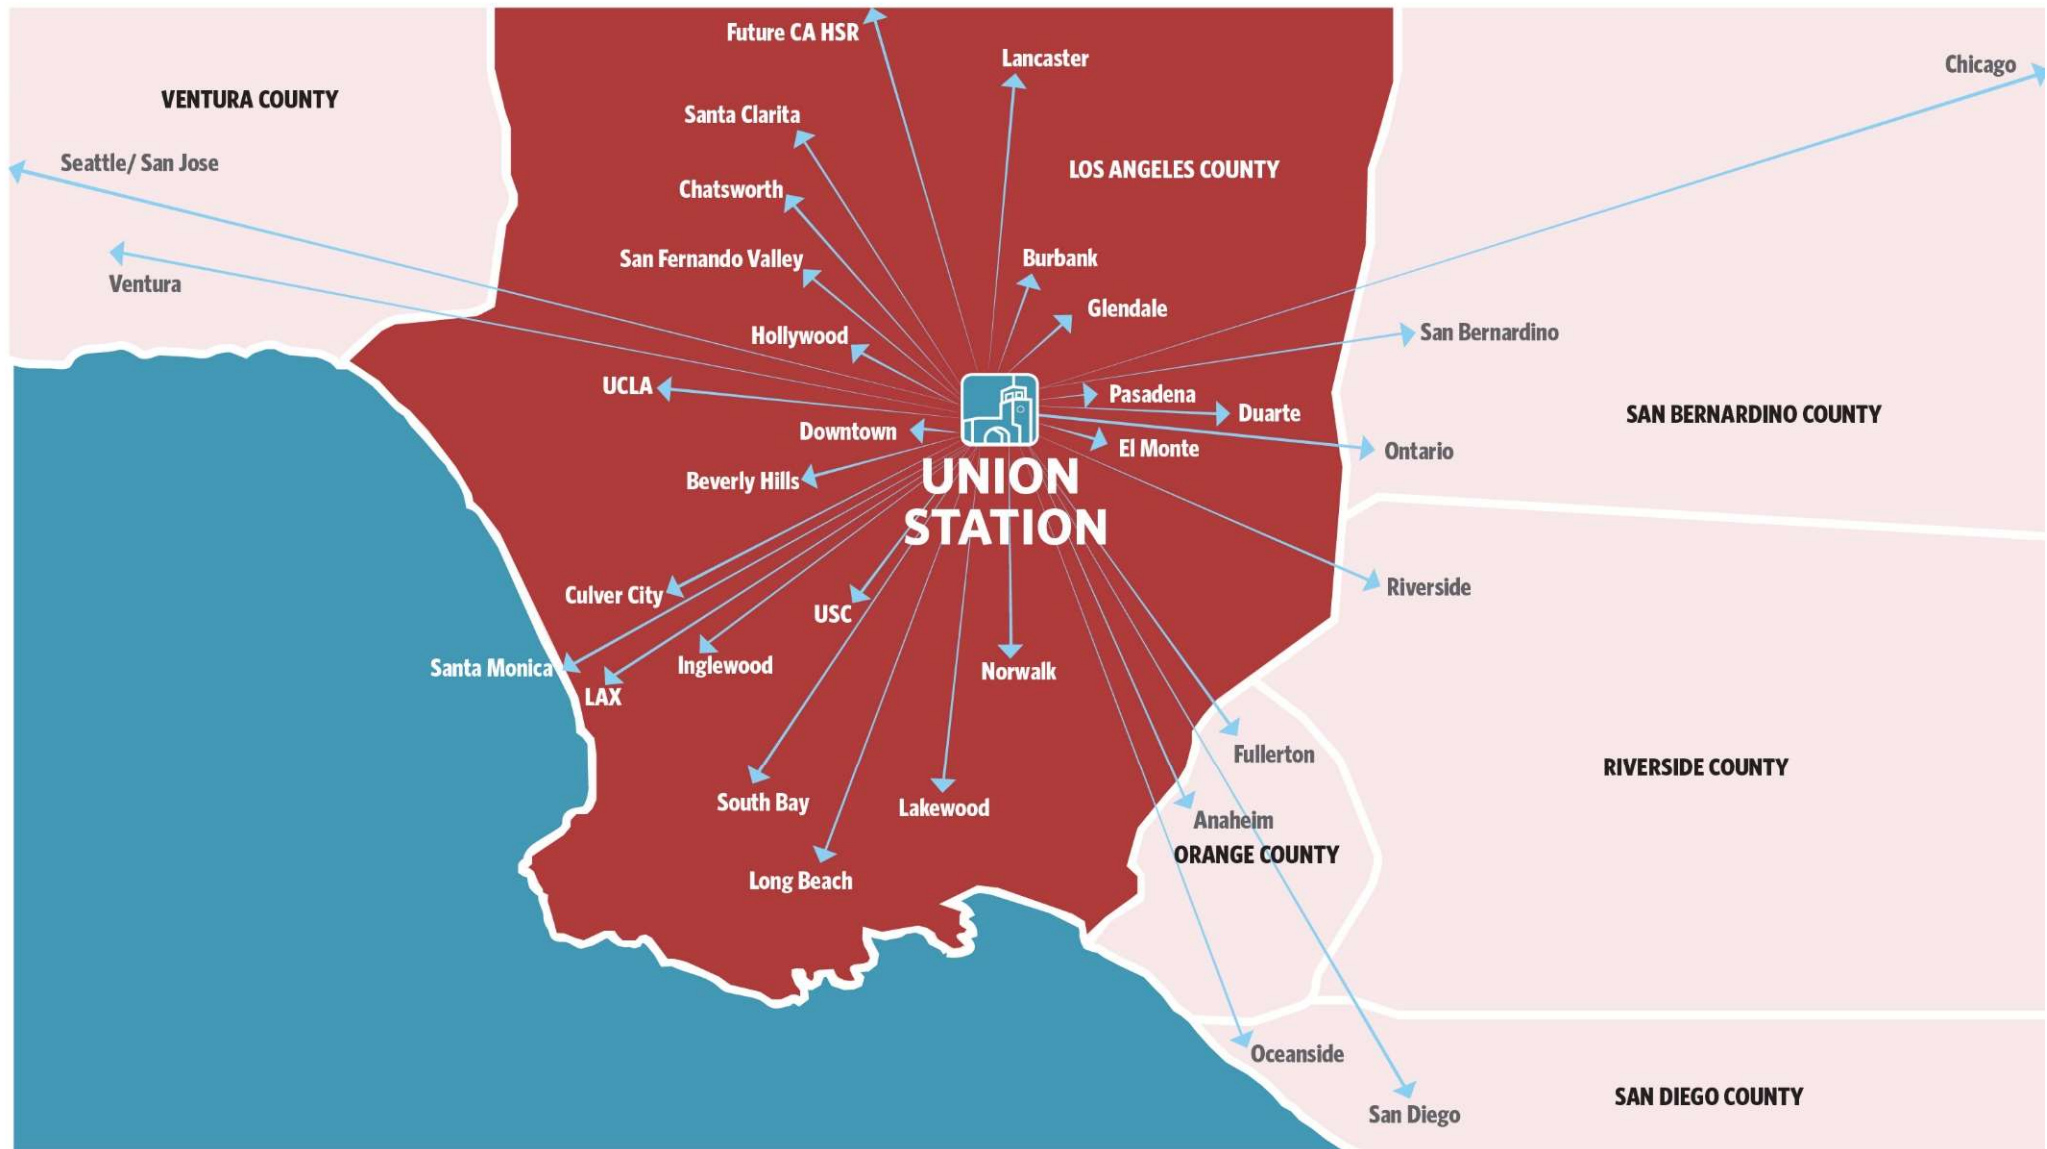 Future CA HSR
Lancaster
Chicago
VENTURA COUNTY
Santa Clarita
Seattle/ San Jose
LOS ANGELES COUNTY
Chatsworth
San Fernando Valley
Burbank
Ventura
Glendale
Hollywood
San Bernardino
UCLA
Pasadena
Duarte
SAN BERNARDINO COUNTY
Downtown
El Monte
Ontario
Beverly Hills
UNION
STATION
Culver City
USC
Riverside
Santa Monica
LAX
Inglewood
Norwalk
Fullerton
RIVERSIDE COUNTY
South Bay
Lakewood
Anaheim
ORANGE COUNTY
Long Beach
Oceanside
SAN DIEGO COUNTY
San Diego